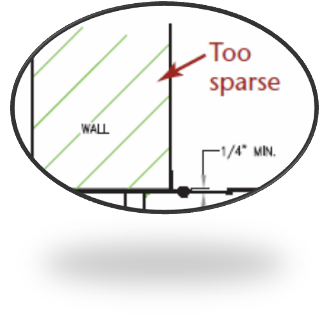 Too
sparse
WALL
1/4" MIN.